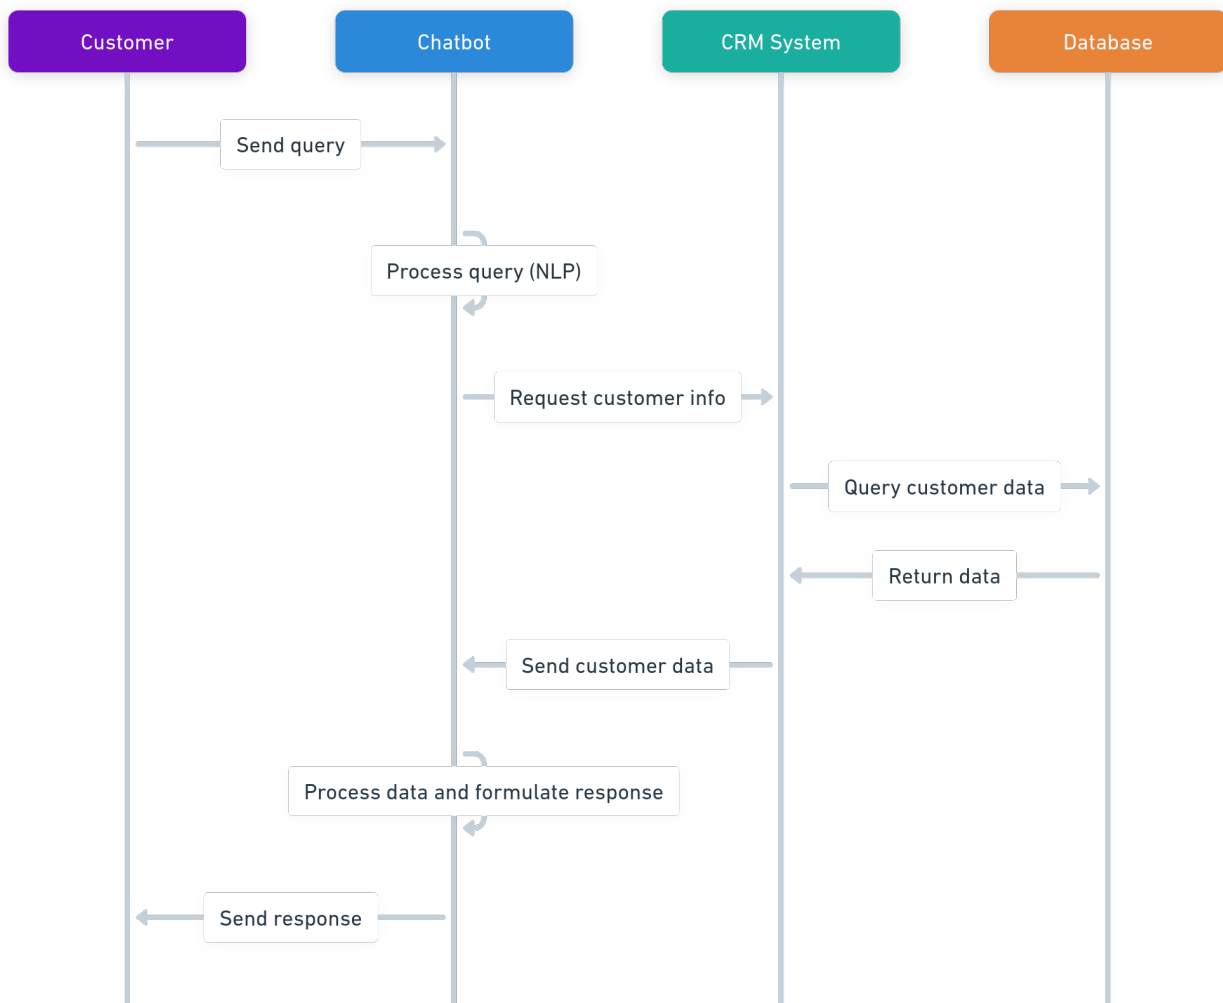 Customer
Chatbot
CRM System
Database
Send query
Process query (NLP)
Request customer info
Query customer data
Return data
Send customer data
Process data and formulate response
Send response